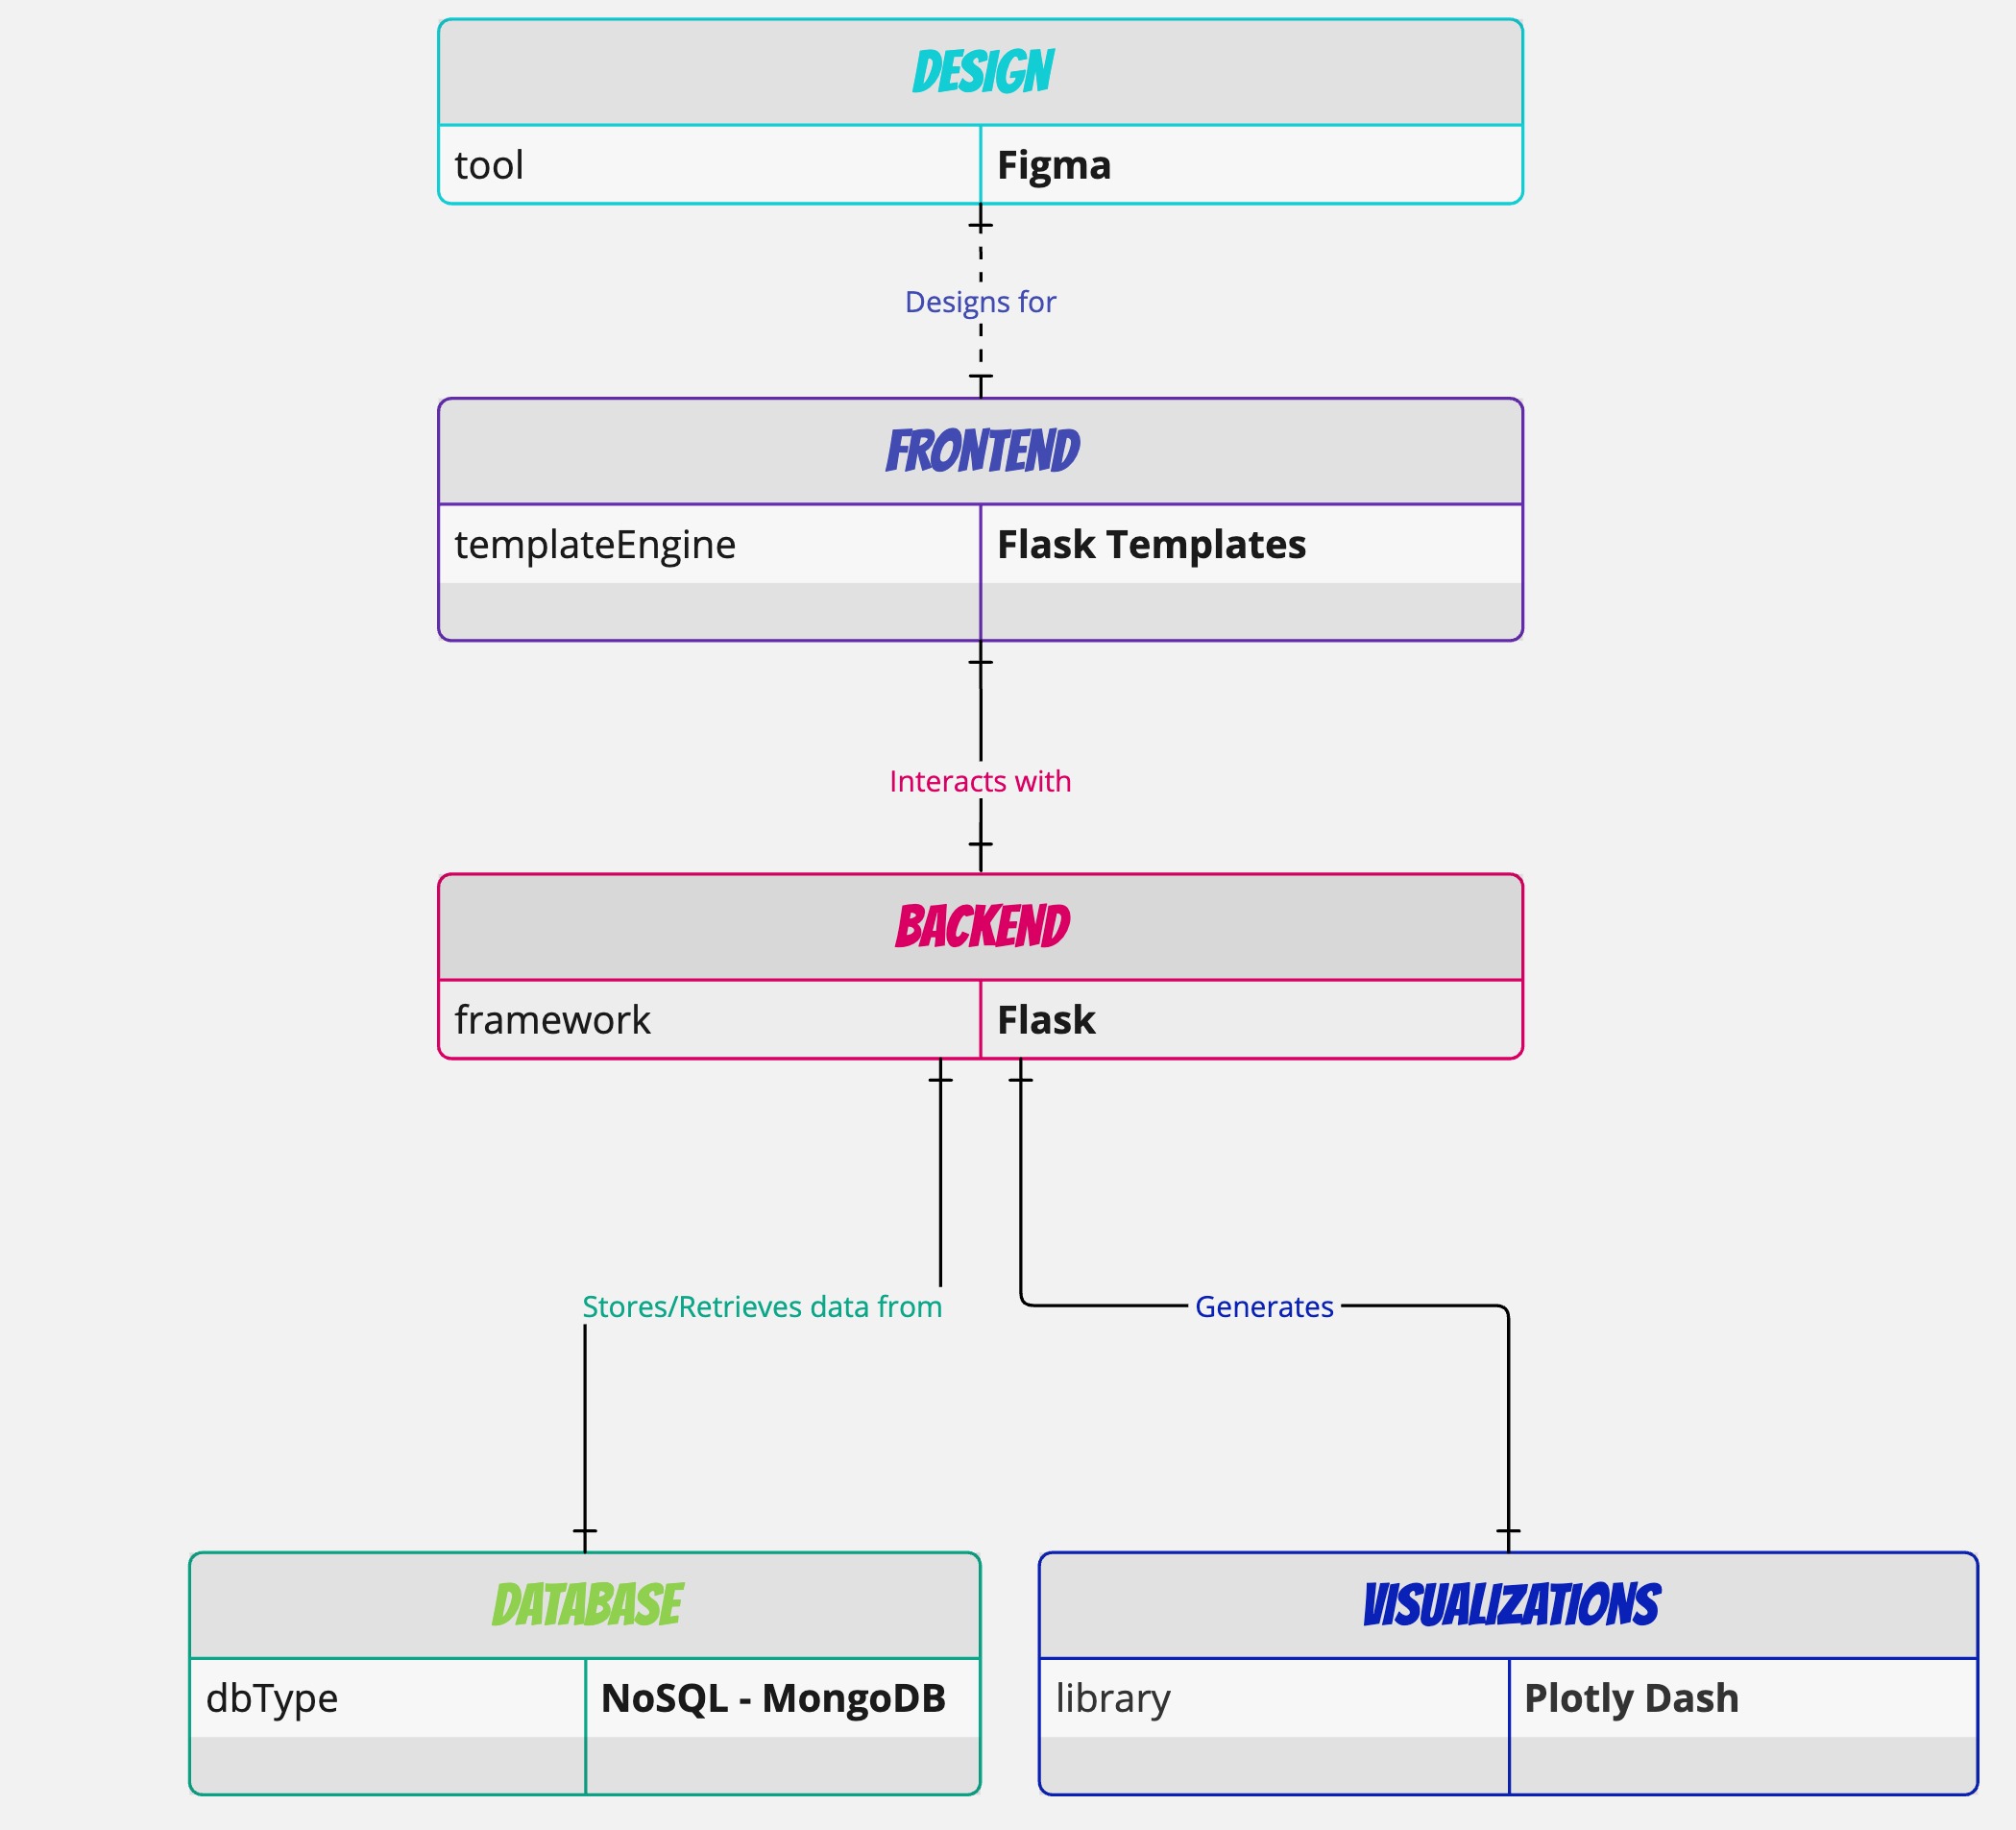 DESIGN
tool Figma
Designs for
FRONTEND
templateEngine Flask Templates
Interacts with
BACKEND
framework Flask
Stores/Retrieves data from
Generates
DATABASE
dbType NoSQL - MongoDB
VISUALIZATIONS
library Plotly Dash